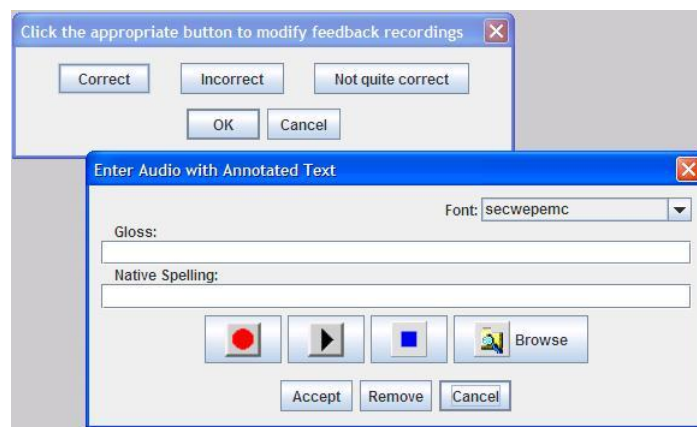 Click the appropriate button to modify feedback recordings
Correct Incorrect Not quite correct
OK Cancel
Enter Audio with Annotated Text
Font: secwepemc
Gloss:
Native Spelling:
Browse
Accept Remove Cancel